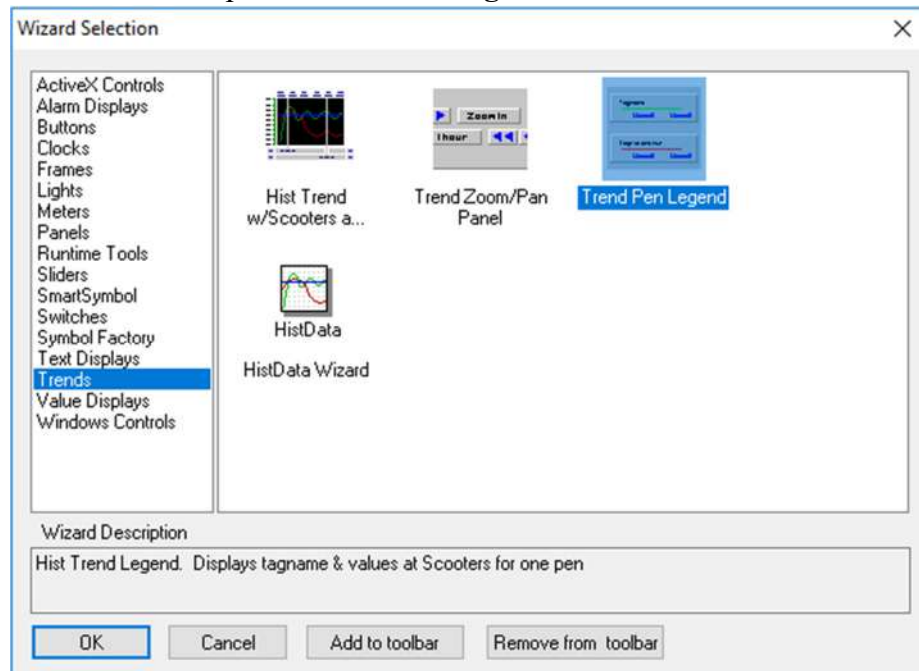 Wizard Selection
ActiveX Controls
Alarm Displays
Buttons
Clocks
Frames
Lights
Meters
Panels
Runtime Tools
Sliders
SmartSymbol
Switches
Symbol Factory
Text Displays
Trends
Value Displays
Windows Controls
Hist Trend
w/Scooters a...
Zoom In
1 hour
Trend Zoom/Pan
Panel
Tagname
Trend Pen Legend
HistData
HistData Wizard
Wizard Description
Hist Trend Legend. Displays tagname & values at Scooters for one pen
OK
Cancel
Add to toolbar
Remove from toolbar